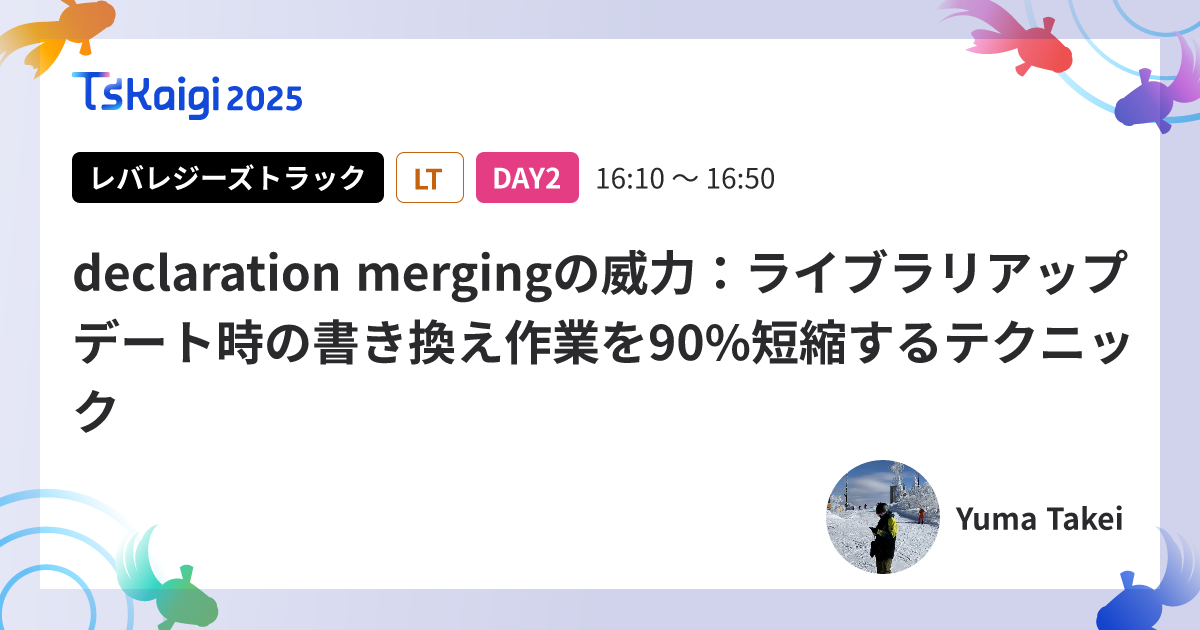 TSKaigi 2025
レバレジーズトラック LT DAY2 16:10 〜 16:50
declaration mergingの威力：ライブラリアップ
デート時の書き換え作業を90%短縮するテクニッ
ク
Yuma Takei